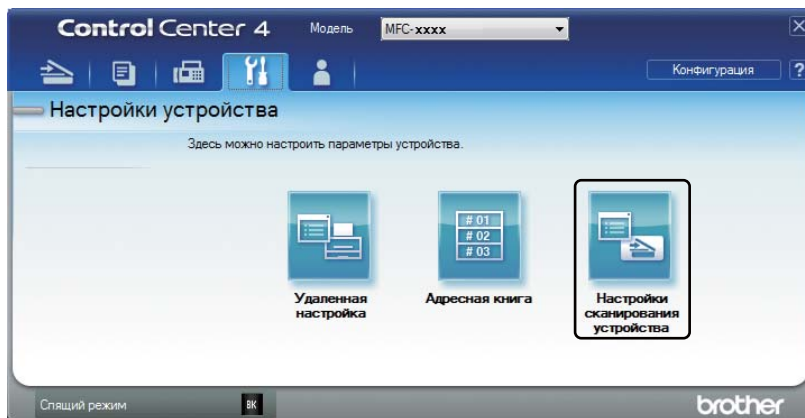 Control Center 4 Модель MFC-xxxx X
Конфигурация ?
Настройки устройства
Здесь можно настроить параметры устройства.
# 01
# 02
# 03
Удаленная
настройка
Адресная книга
Настройки
сканирования
устройства
Спящий режим BK brother